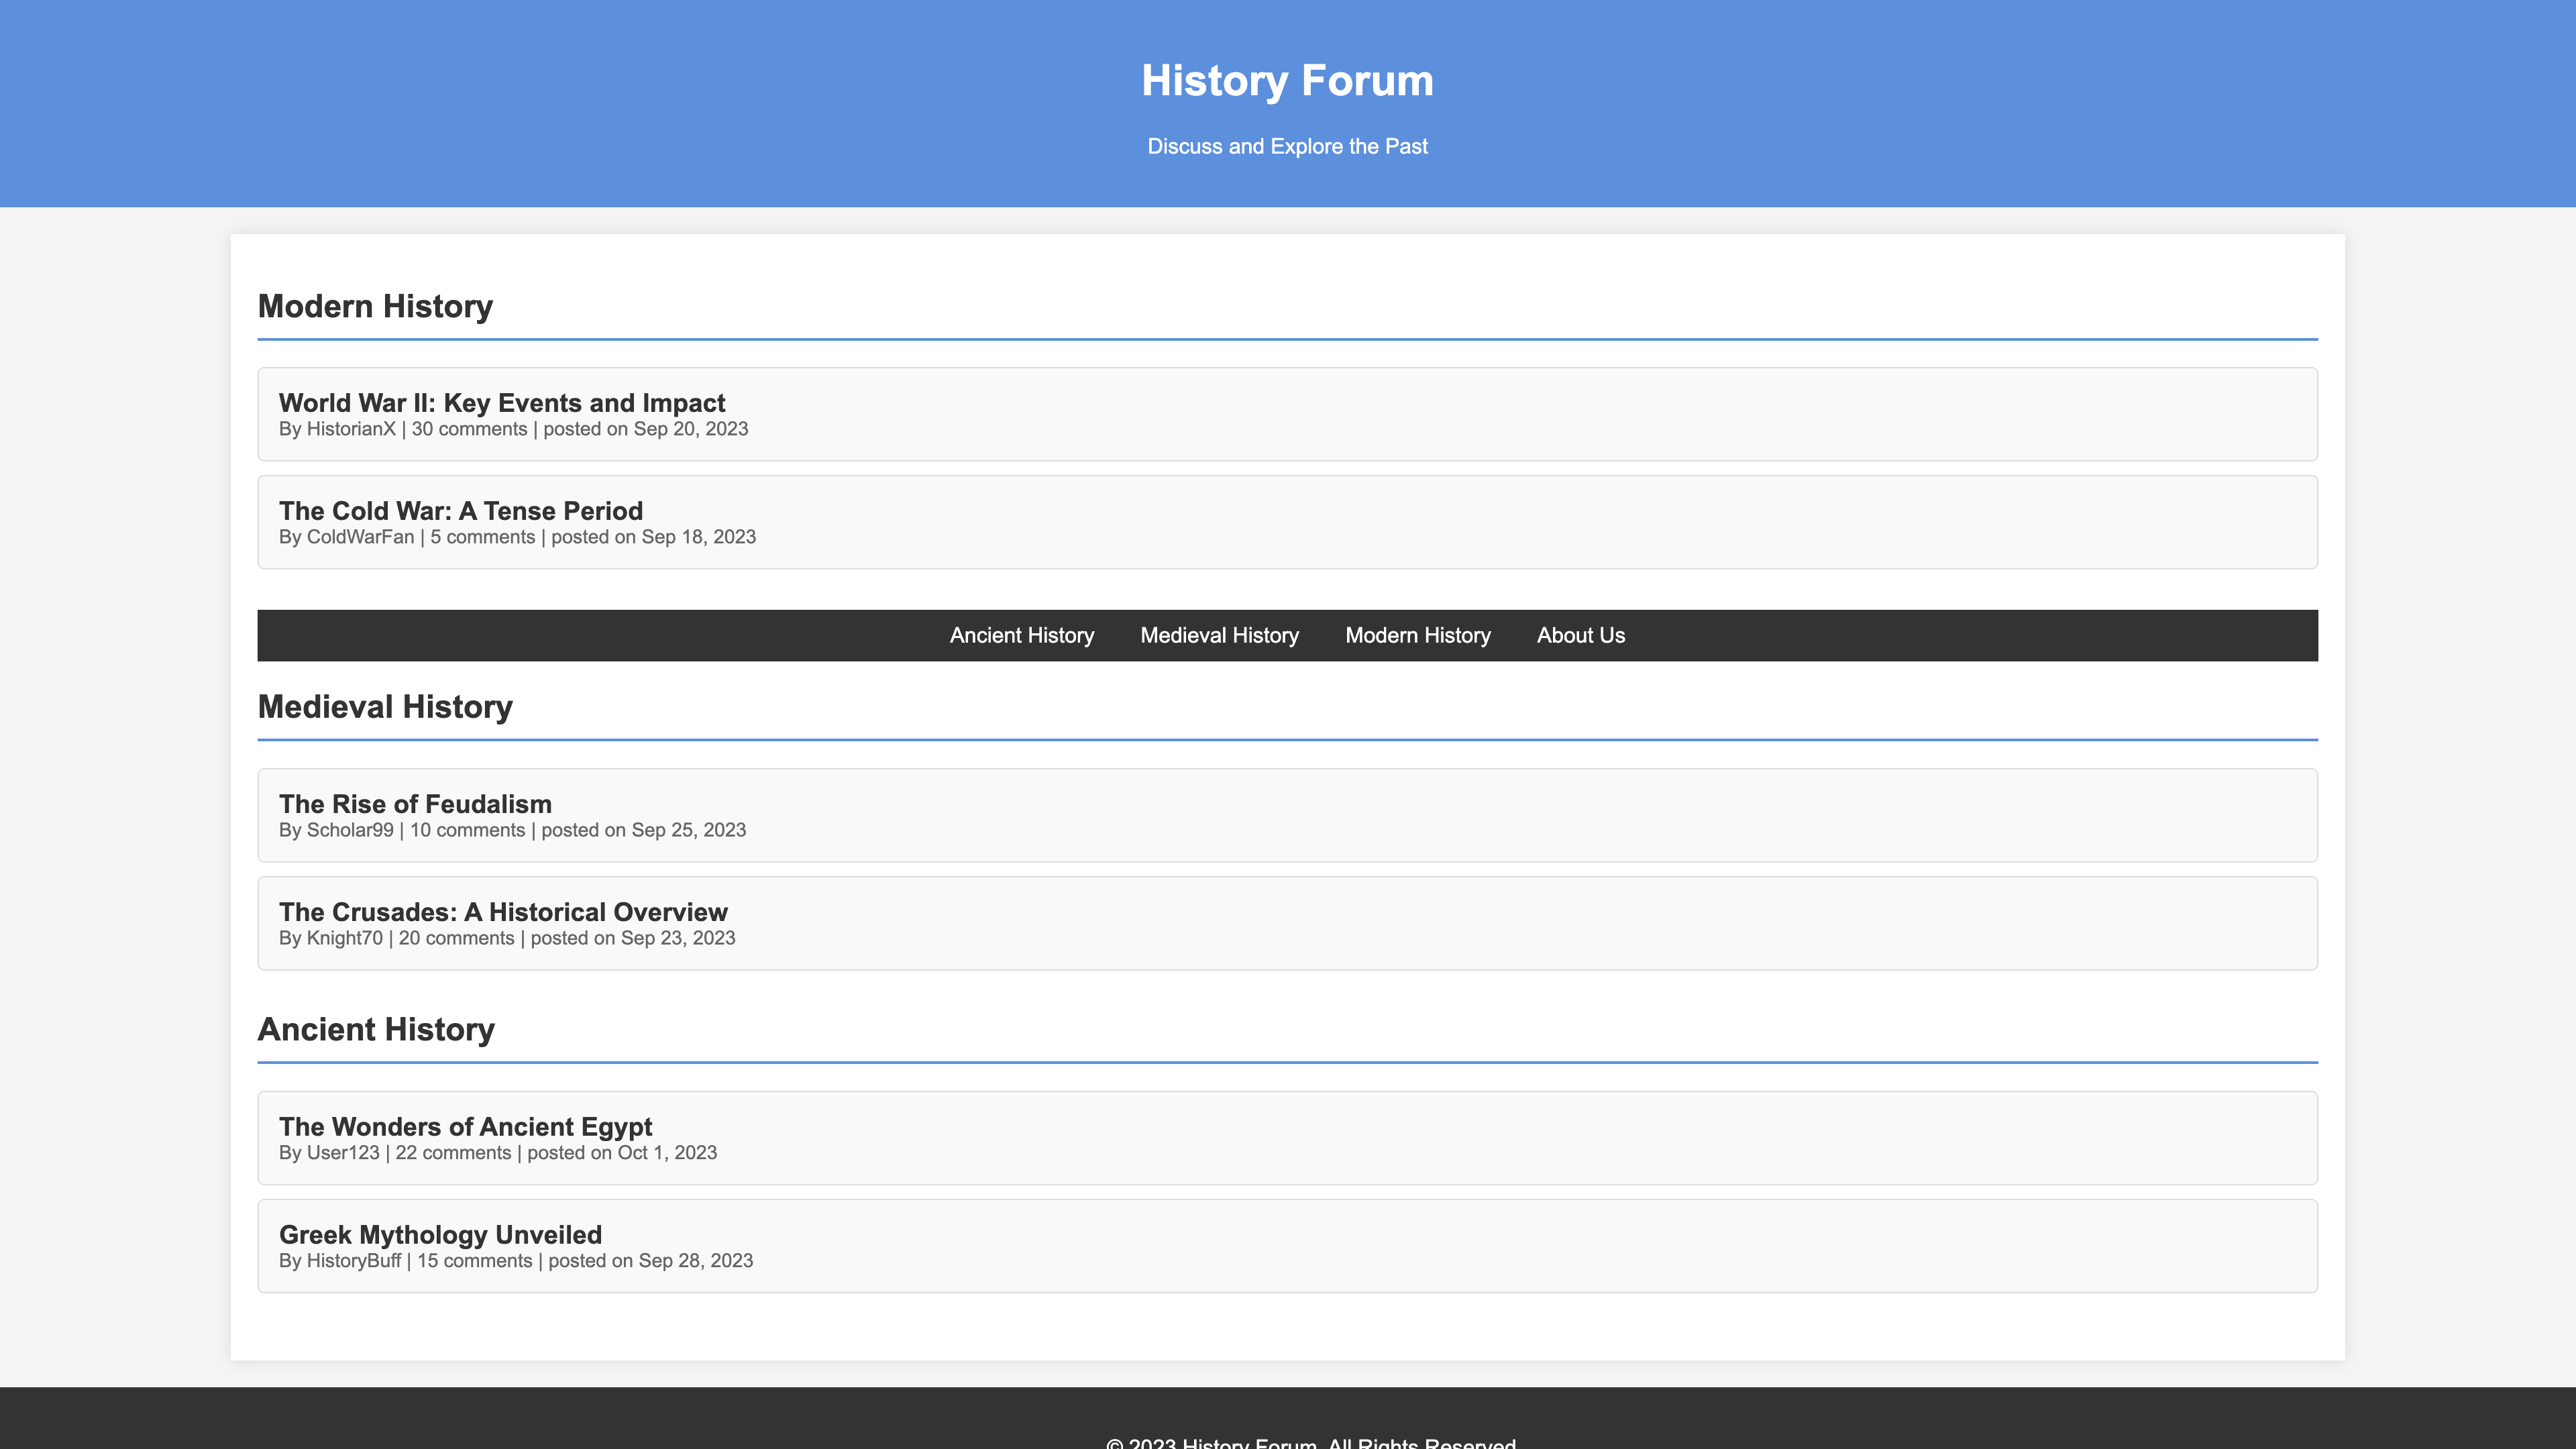 History Forum
Discuss and Explore the Past
Modern History
World War II: Key Events and Impact
By HistorianX | 30 comments | posted on Sep 20, 2023
The Cold War: A Tense Period
By ColdWarFan | 5 comments | posted on Sep 18, 2023
Ancient History Medieval History Modern History About Us
Medieval History
The Rise of Feudalism
By Scholar99 | 10 comments | posted on Sep 25, 2023
The Crusades: A Historical Overview
By Knight70 | 20 comments | posted on Sep 23, 2023
Ancient History
The Wonders of Ancient Egypt
By User123 | 22 comments | posted on Oct 1, 2023
Greek Mythology Unveiled
By HistoryBuff | 15 comments | posted on Sep 28, 2023
© 2023 History Forum. All Rights Reserved